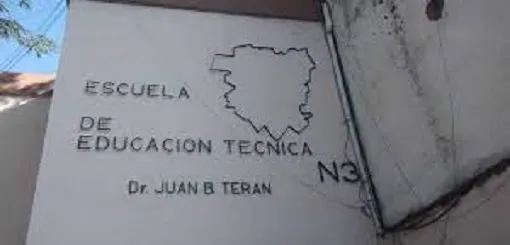 ESCUELA
DE
EDUCACION TECNICA
N3
Dr. JUAN B. TERAN